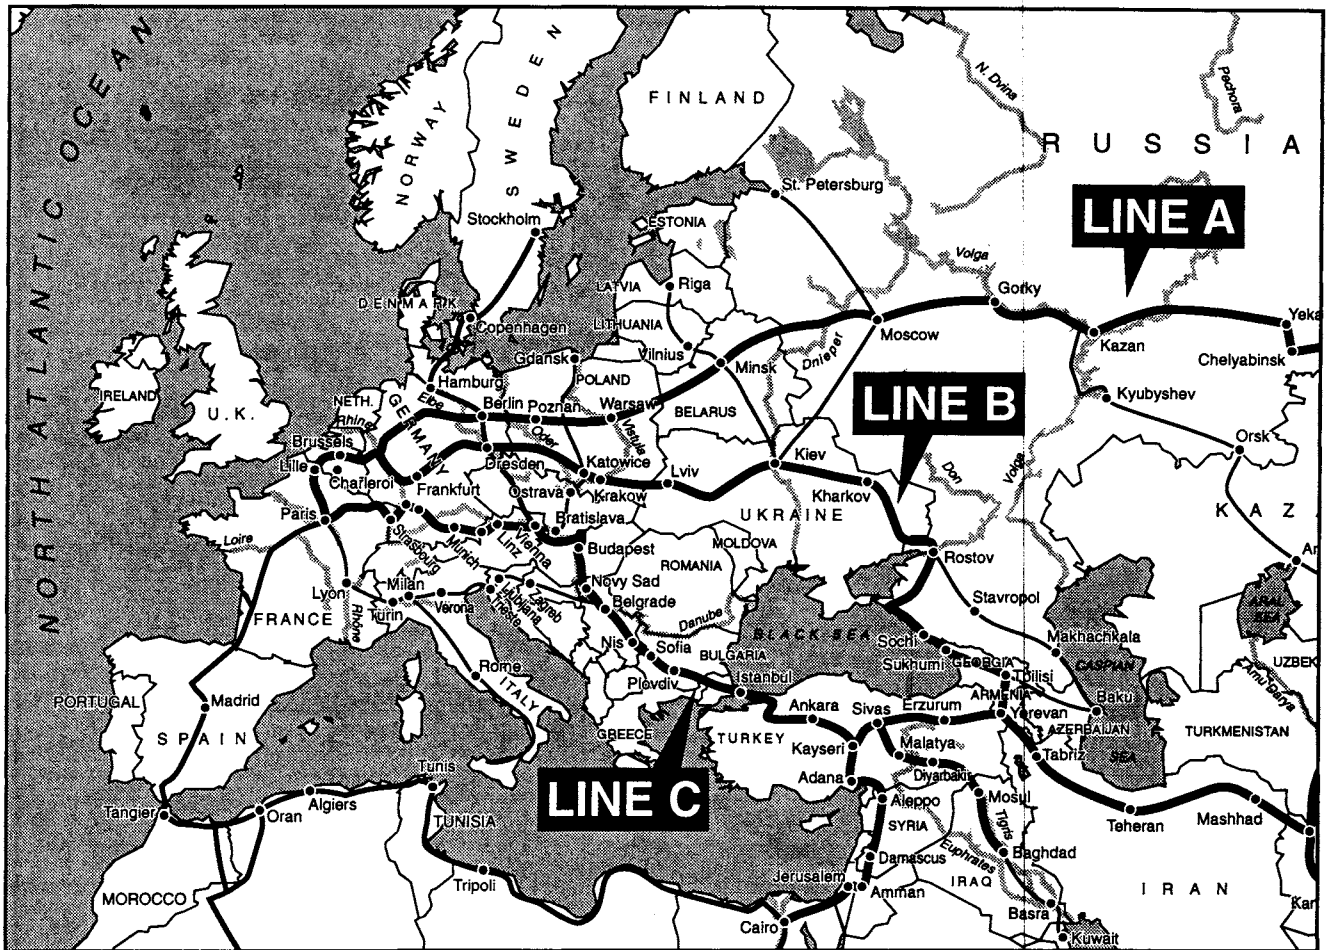 NORTH ATLANTIC OCEAN
NORWAY
SWEDEN
FINLAND
N. Dvina
Pechora
RUSSIA
St. Petersburg
LINE A
Stockholm
ESTONIA
Volga
LATVIA
Riga
DENMARK
Gorky
Copenhagen
LITHUANIA
Moscow
Yeka
Kazan
Vilnius
Gdansk
Minsk
Dnieper
Chelyabinsk
Hamburg
POLAND
Kyubyshev
IRELAND
U.K.
NETH.
Elbe
Berlin
Poznan
Warsaw
BELARUS
LINE B
Rhine
GERMANY
Oder
Vistula
Orsk
Brussels
Lille
Charleroi
Dresden
Katowice
Kiev
Don
Volga
Frankfurt
Ostrava
Krakow
Lviv
Kharkov
Paris
Bratislava
UKRAINE
KAZ
Loire
Strasbourg
Munich
Linz
Vienna
Budapest
MOLDOVA
Rostov
Ar
ROMANIA
Lyon
Milan
Novy Sad
Stavropol
ARAL
SEA
Turin
Verona
Trieste
Ljubljana
Zagreb
Belgrade
FRANCE
Rhône
Danube
BLACK SEA
Sochi
Makhachkala
Nis
Sofia
BULGARIA
Sukhumi
GEORGIA
CASPIAN
SEA
UZBEK
Rome
ITALY
Plovdiv
Istanbul
Tbilisi
Amu Darya
PORTUGAL
Madrid
ARMENIA
Baku
SPAIN
Ankara
Sivas
Erzurum
Yerevan
AZERBAIJAN
TURKMENISTAN
GREECE
TURKEY
Kayseri
Malatya
Tabriz
Diyarbakir
Tunis
Adana
LINE C
Aleppo
Mosul
Algiers
Tangier
Oran
TUNISIA
SYRIA
Tigris
Teheran
Mashhad
Damascus
Euphrates
Baghdad
Tripoli
Jerusalem
Amman
IRAQ
IRAN
MOROCCO
Basra
Kar
Cairo
Kuwait